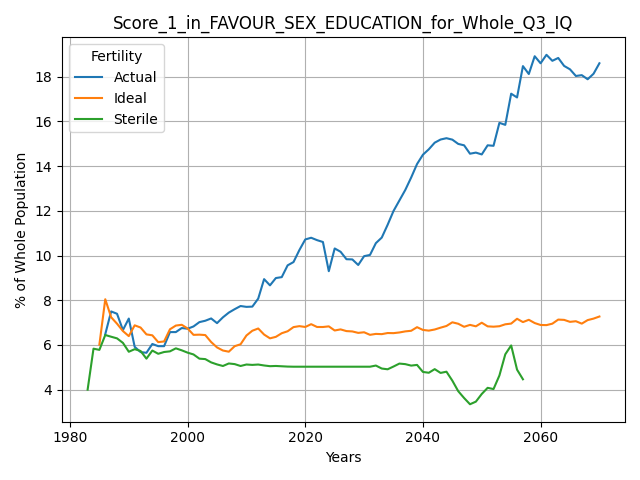 Score_1_in_FAVOUR_SEX_EDUCATION_for_Whole_Q3_IQ
Fertility
Actual
Ideal
Sterile
% of Whole Population
18
16
14
12
10
8
6
4
1980
2000
2020
2040
2060
Years